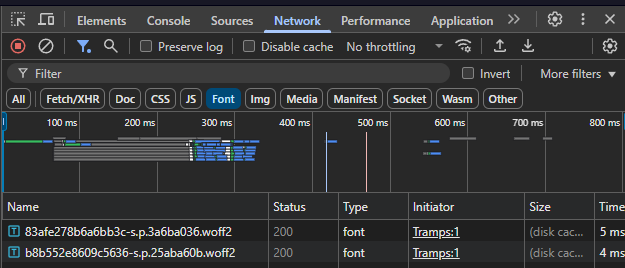 Elements Console Sources Network Performance Application »
Preserve log Disable cache No throttling
Filter Invert More filters
All Fetch/XHR Doc CSS JS Font Img Media Manifest Socket Wasm Other
100 ms 200 ms 300 ms 400 ms 500 ms 600 ms 700 ms 800 ms
Name Status Type Initiator Size Time
83afe278b6a6bb3c-s.p.3a6ba036.woff2 200 font Tramps:1 (disk cac... 5 ms
b8b552e8609c5636-s.p.25aba60b.woff2 200 font Tramps:1 (disk cac... 4 ms